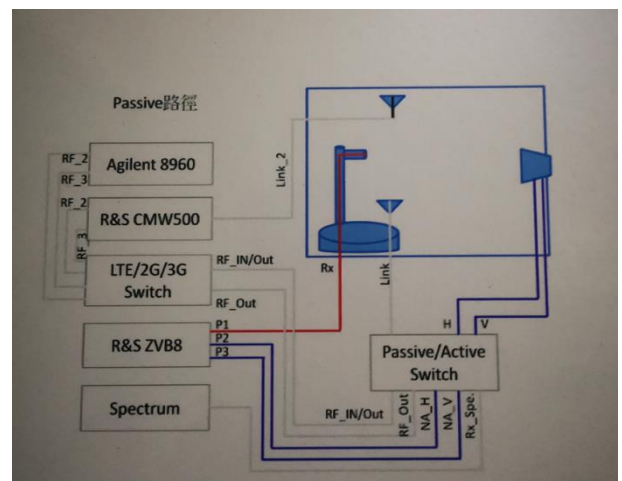 Passive路徑
RF_2
Agilent 8960
RF_3
RF_2
R&S CMW500
RF_3
Link_2
LTE/2G/3G
Switch
RF_IN/Out
RF_Out
Rx
Link
P1
R&S ZVB8
P2
P3
H
V
Passive/Active
Switch
Spectrum
RF_IN/Out
RF_Out
NA_H
NA_V
Rx_Spe.